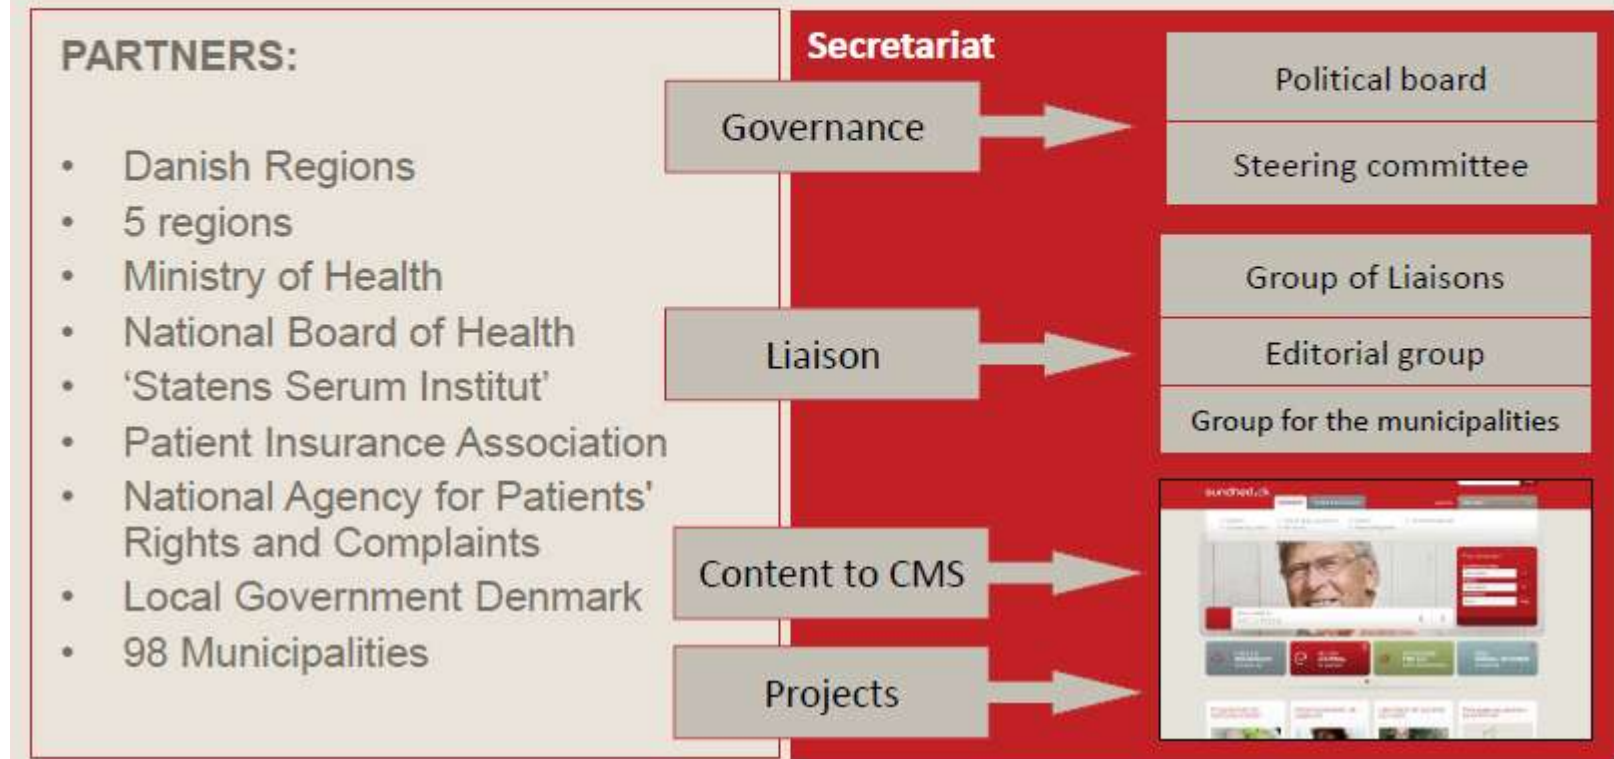 PARTNERS:
• Danish Regions
• 5 regions
• Ministry of Health
• National Board of Health
• ‘Statens Serum Institut’
• Patient Insurance Association
• National Agency for Patients'
Rights and Complaints
• Local Government Denmark
• 98 Municipalities
Secretariat
Governance
Political board
Steering committee
Liaison
Group of Liaisons
Editorial group
Group for the municipalities
Content to CMS
Projects
sundhed.dk